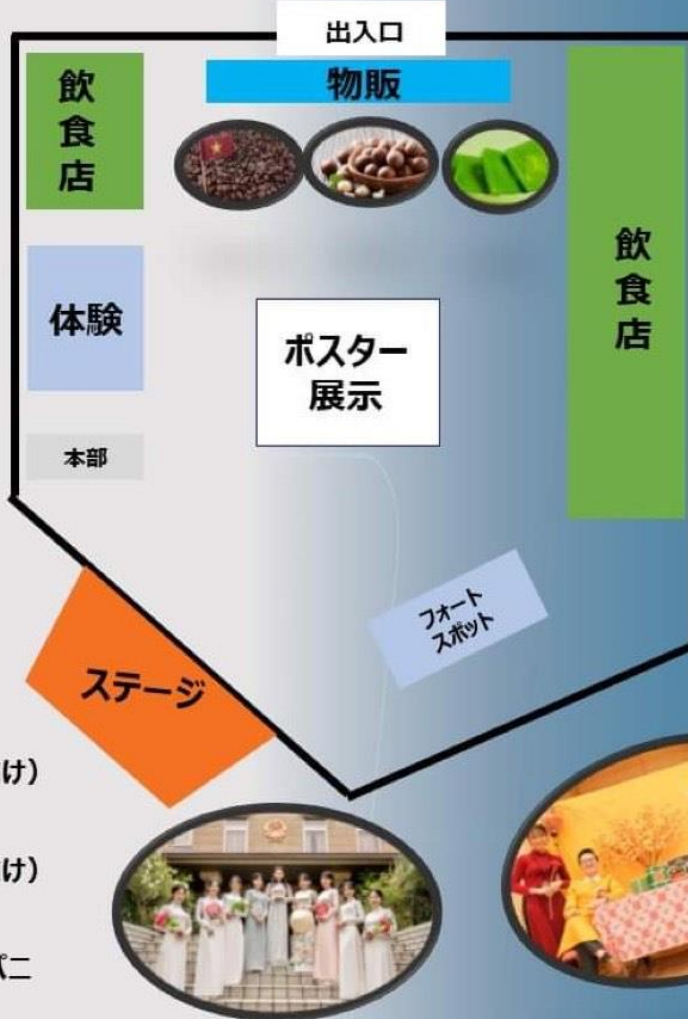 出入口
物販
飲食店
飲食店
体験
ポスター
展示
本部
フォート
スポット
ステージ
け）
け）
パニ